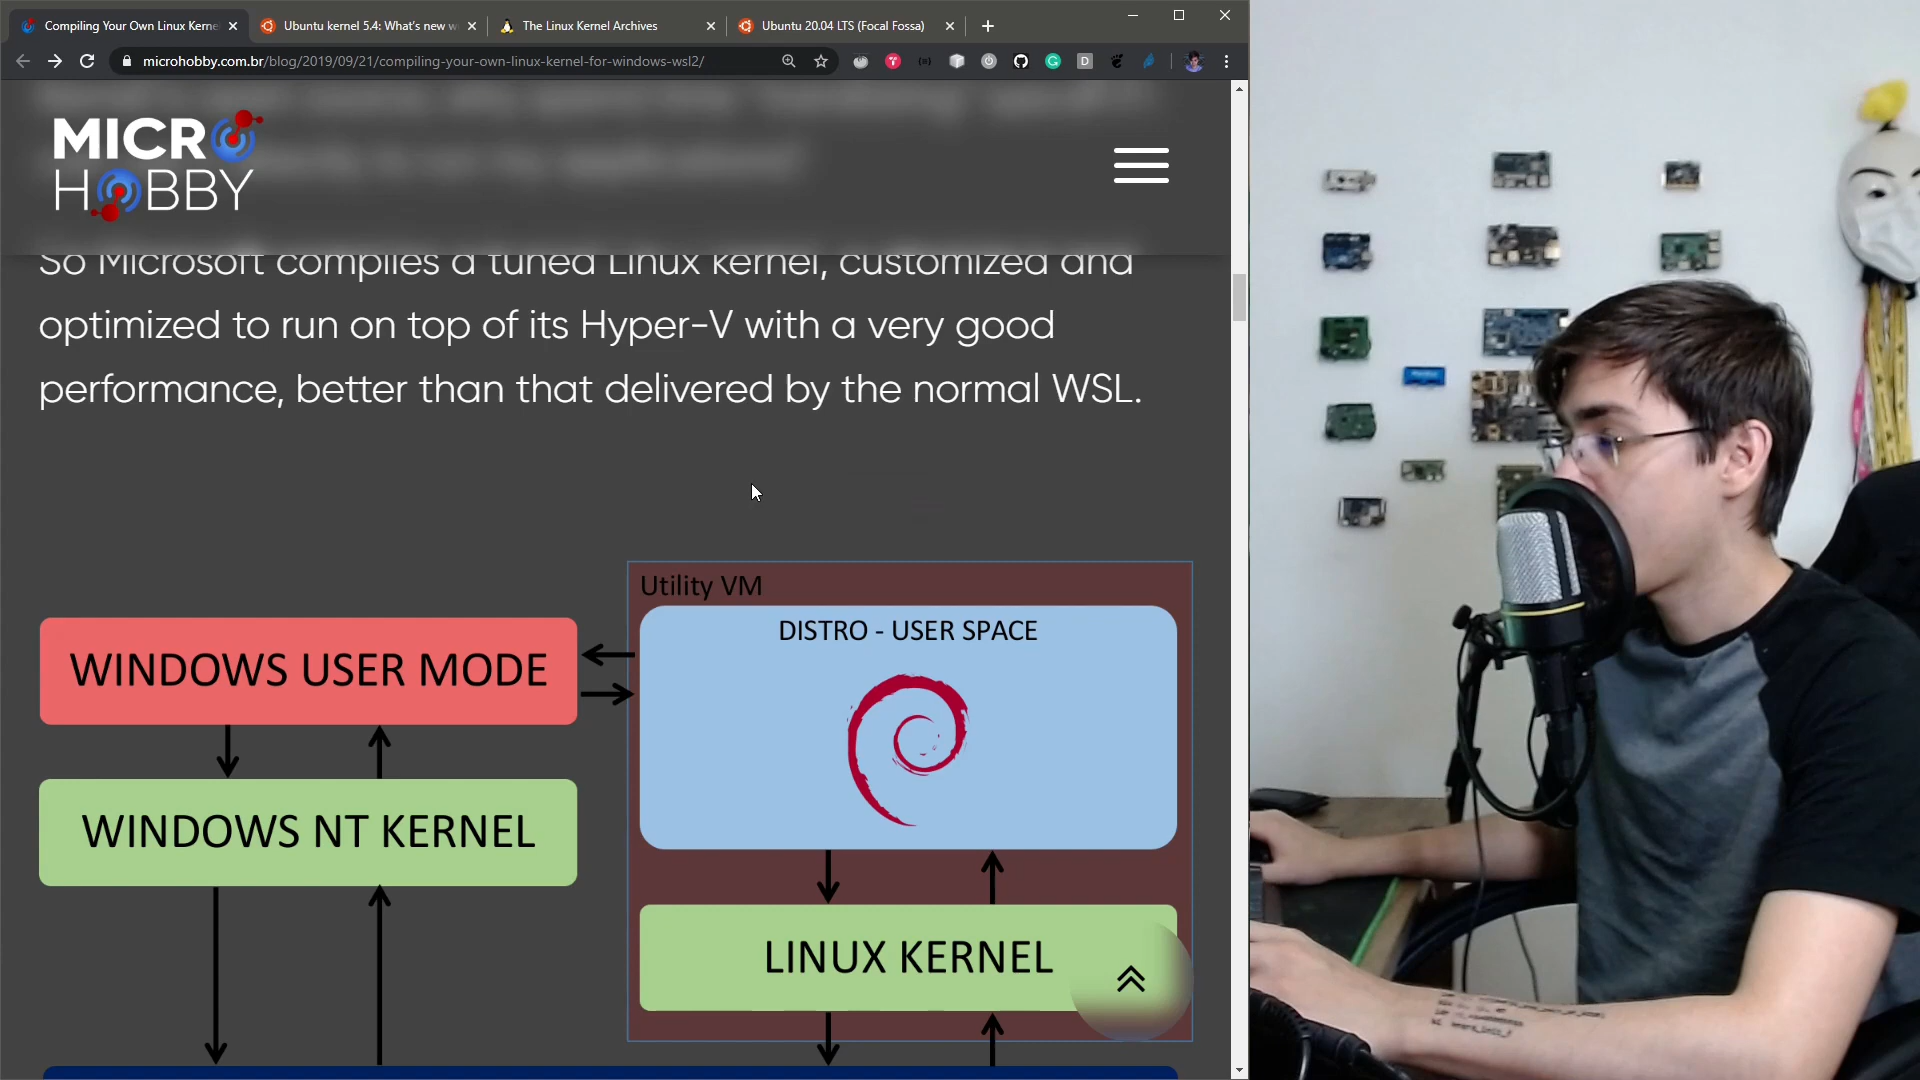 Compiling Your Own Linux Kerne
Ubuntu kernel 5.4: What's new w
The Linux Kernel Archives
Ubuntu 20.04 LTS (Focal Fossa)
microhobby.com.br/blog/2019/09/21/compiling-your-own-linux-kernel-for-windows-wsl2/
MICRO
HOBBY
So Microsoft compiles a tuned Linux kernel, customized and
optimized to run on top of its Hyper-V with a very good
performance, better than that delivered by the normal WSL.
Utility VM
DISTRO - USER SPACE
WINDOWS USER MODE
WINDOWS NT KERNEL
LINUX KERNEL